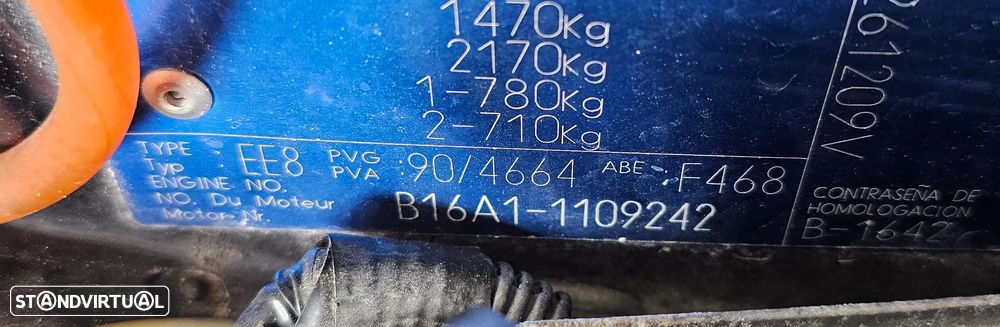 1470Kg
2170Kg
1-780Kg
2-710Kg
TYPE
Typ : EE8 PVG
PVA :90/4664 ABE :F468
ENGINE NO.
NO. Du Moteur
Motor Nr. B16A1-1109242
261209V
CONTRASEÑA DE
HOMOLOGACION
B-1642
STANDVIRTUAL